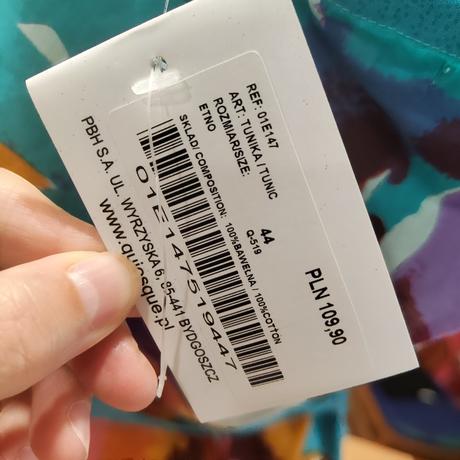 REF: 01E147
ART: TUNIKA / TUNIC
ROZMIAR/SIZE: 44
ETNO Q-519
SKLAD/ COMPOSITION: 100%BAWEŁNA / 100%COTTON
01E147519447
PLN 109,90
PBH S.A. UL. WYRZYSKA 6, 85-441 BYDGOSZCZ
www.quiosque.pl